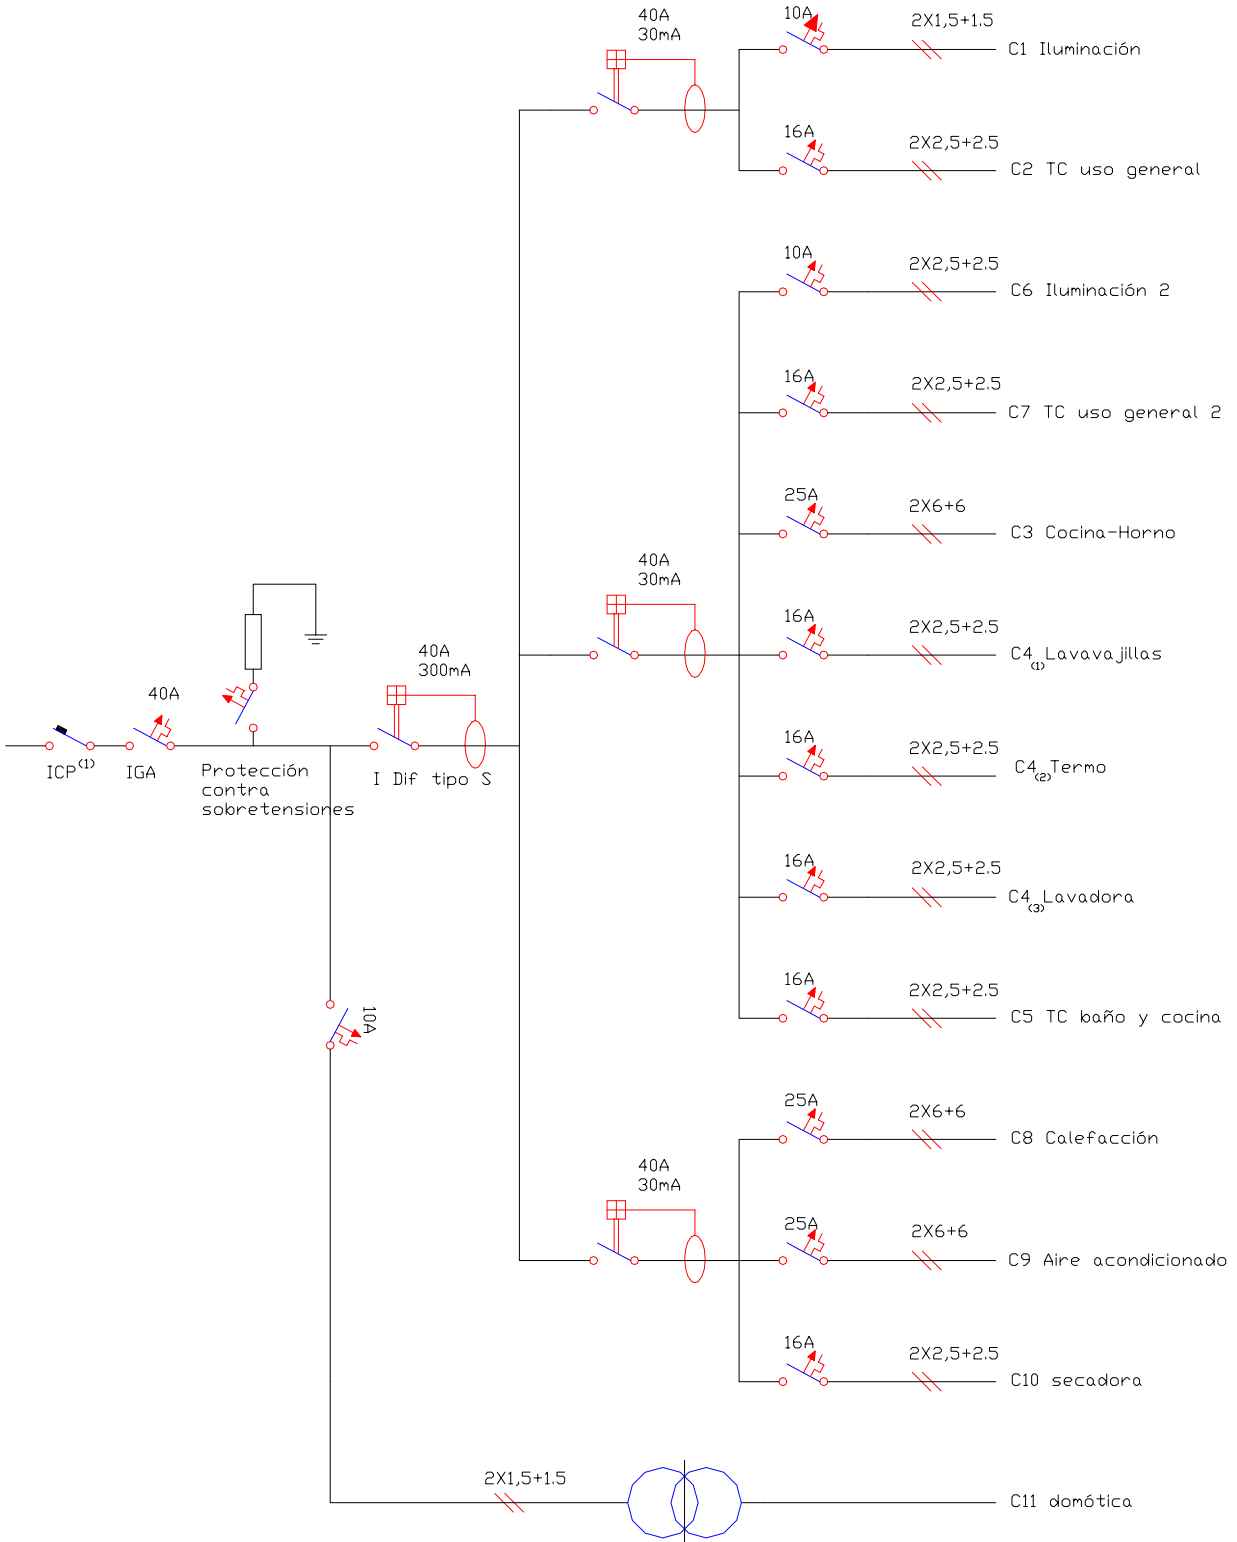 40A
30mA
10A
2X1,5+1.5
C1 Iluminación
16A
2X2,5+2.5
C2 TC uso general
10A
2X2,5+2.5
C6 Iluminación 2
16A
2X2,5+2.5
C7 TC uso general 2
25A
2X6+6
C3 Cocina-Horno
40A
30mA
16A
2X2,5+2.5
C4(1) Lavavajillas
40A
300mA
40A
ICP(1)
IGA
Protección
contra
sobretensiones
I Dif tipo S
16A
2X2,5+2.5
C4(2) Termo
16A
2X2,5+2.5
C4(3) Lavadora
16A
2X2,5+2.5
C5 TC baño y cocina
10A
25A
2X6+6
C8 Calefacción
40A
30mA
25A
2X6+6
C9 Aire acondicionado
16A
2X2,5+2.5
C10 secadora
2X1,5+1.5
C11 domótica